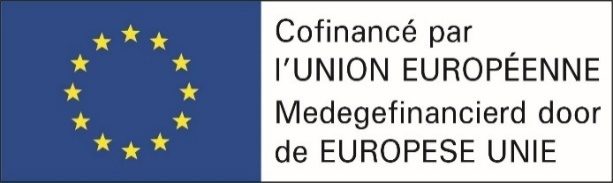 Cofinancé par
l'UNION EUROPÉENNE
Medegefinancierd door
de EUROPESE UNIE